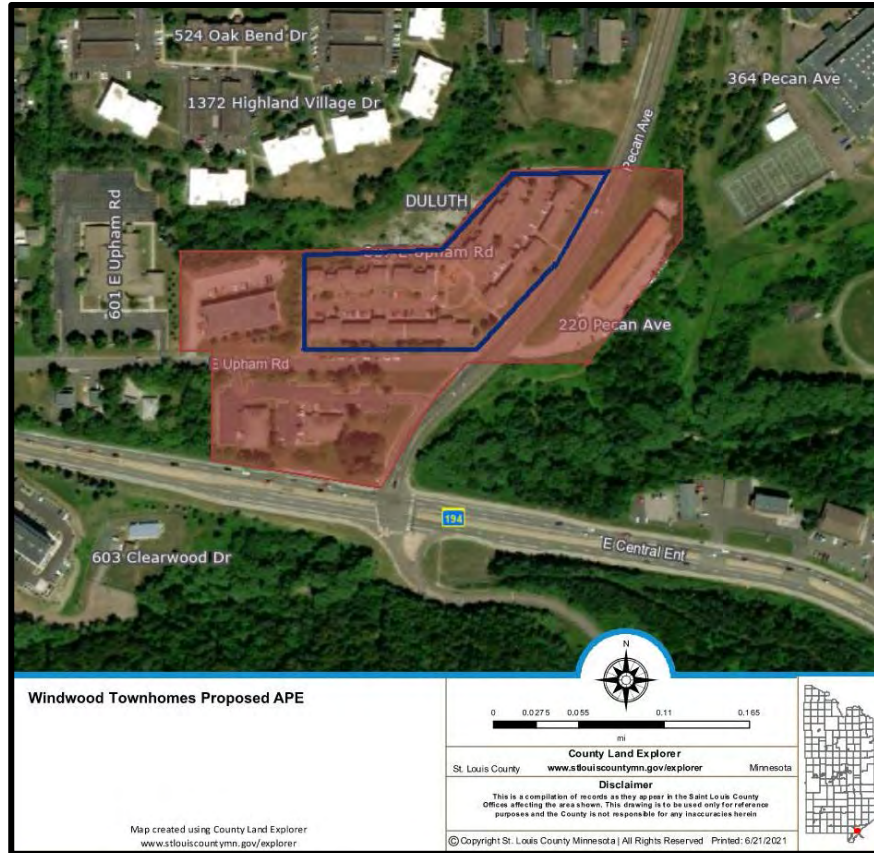 524 Oak Bend Dr
364 Pecan Ave
1372 Highland Village Dr
Pecan Ave
DULUTH
601 E Upham Rd
E Upham Rd
220 Pecan Ave
E Upham Rd
194
E Central Ent
603 Clearwood Dr
N
Windwood Townhomes Proposed APE
0 0.0275 0.055 0.11 0.165
mi
County Land Explorer
St. Louis County www.stlouiscountymn.gov/explorer Minnesota
Disclaimer
This is a compilation of records as they appear in the Saint Louis County
Offices affecting the area shown. This drawing is to be used only for reference
purposes and the County is not responsible for any inaccuracies herein
Map created using County Land Explorer
www.stlouiscountymn.gov/explorer
© Copyright St. Louis County Minnesota | All Rights Reserved Printed: 6/21/2021